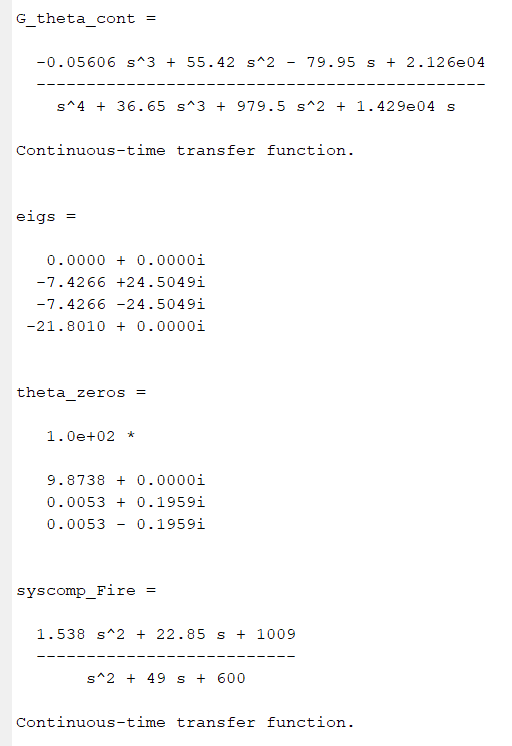 G_theta_cont =
-0.05606 s^3 + 55.42 s^2 - 79.95 s + 2.126e04
---------------------------------------------
s^4 + 36.65 s^3 + 979.5 s^2 + 1.429e04 s
Continuous-time transfer function.
eigs =
0.0000 + 0.0000i
-7.4266 +24.5049i
-7.4266 -24.5049i
-21.8010 + 0.0000i
theta_zeros =
1.0e+02 *
9.8738 + 0.0000i
0.0053 + 0.1959i
0.0053 - 0.1959i
syscomp_Fire =
1.538 s^2 + 22.85 s + 1009
--------------------------
s^2 + 49 s + 600
Continuous-time transfer function.